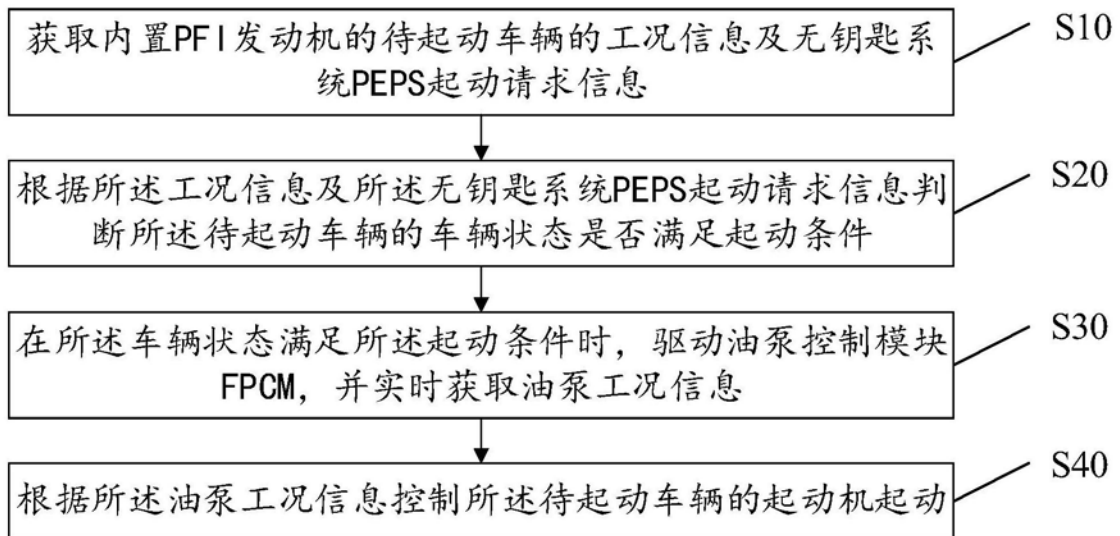 获取内置PFI发动机的待起动车辆的工况信息及无钥匙系
统PEPS起动请求信息
S10
根据所述工况信息及所述无钥匙系统PEPS起动请求信息判
断所述待起动车辆的车辆状态是否满足起动条件
S20
在所述车辆状态满足所述起动条件时，驱动油泵控制模块
FPCM，并实时获取油泵工况信息
S30
根据所述油泵工况信息控制所述待起动车辆的起动机起动
S40